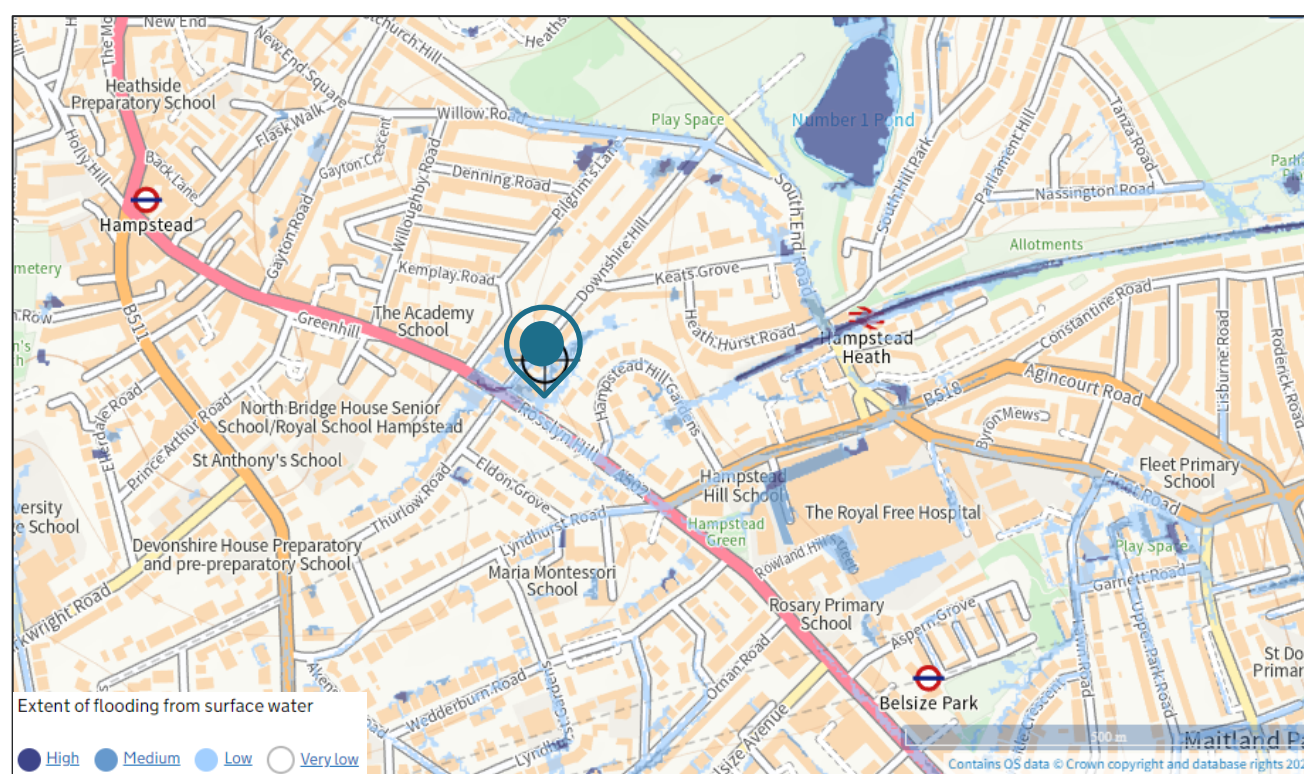 New End
New End Square
Heathside
Preparatory School
Flask Walk
Holly Hill
Back Lane
Gayton Crescent
Gayton Road
Willow Road
Play Space
Number 1 Pond
South Hill Park
Parliament Hill
Tanza Road
Nassington Road
Hampstead
Willoughby Road
Denning Road
Pilgrim's Lane
Downshire Hill
South End Road
Allotments
Kemplay Road
Keats Grove
Constantine Road
B511
The Academy
School
Greenhill
Heath Hurst Road
Hampstead
Heath
Lisburne Road
Roderick Road
Hampstead Hill Gardens
B518
Agincourt Road
Ellerdale Road
Prince Arthur Road
North Bridge House Senior
School/Royal School Hampstead
Rosslyn Hill
Byron Mews
St Anthony's School
Eldon Grove
A502
Thurlow Road
Hampstead
Hill School
Fleet Primary
School
Fleet Road
Lyndhurst Road
Hampstead
Green
The Royal Free Hospital
Devonshire House Preparatory
and pre-preparatory School
Rowland Hill Street
Play Space
Garnett Road
Maria Montessori
School
Rosary Primary
School
Aspern Grove
Upper Park Road
Lawn Road
Ornan Road
Wedderburn Road
Belsize Park
Extent of flooding from surface water
High
Medium
Low
Very low
500 m
Contains OS data © Crown copyright and database rights 202